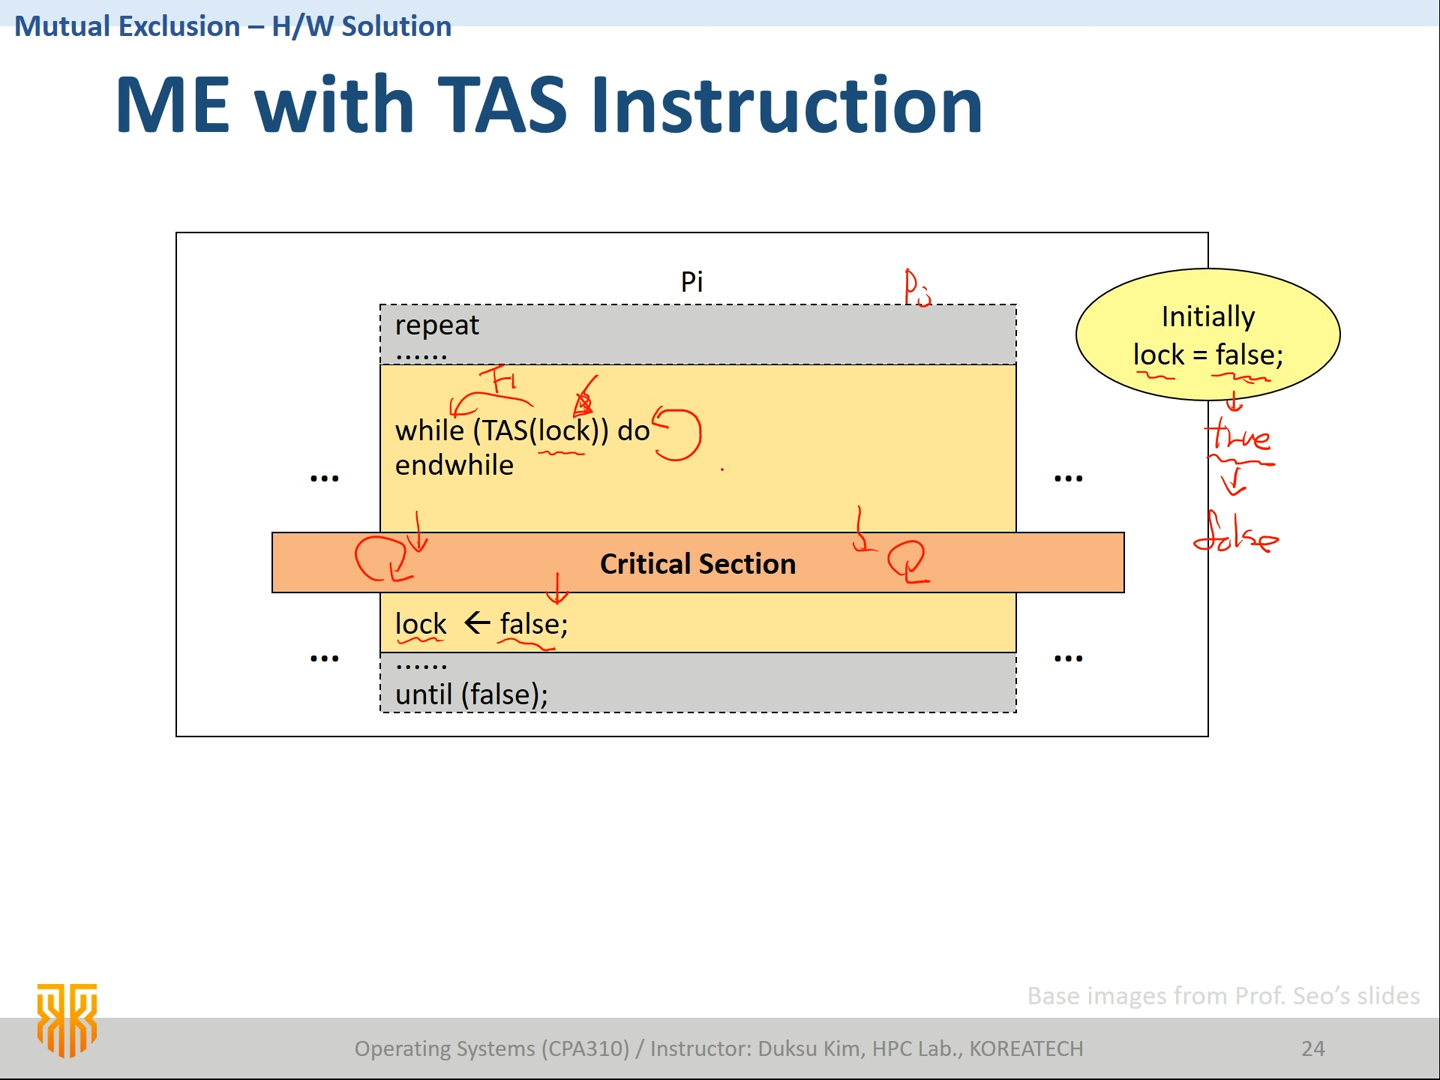 Mutual Exclusion – H/W Solution
ME with TAS Instruction
Pi
Pj
Initially
lock = false;
repeat
......
true
while (TAS(lock)) do
endwhile
...
...
false
Critical Section
lock ← false;
...
...
......
until (false);
Base images from Prof. Seo’s slides
Operating Systems (CPA310) / Instructor: Duksu Kim, HPC Lab., KOREATECH
24